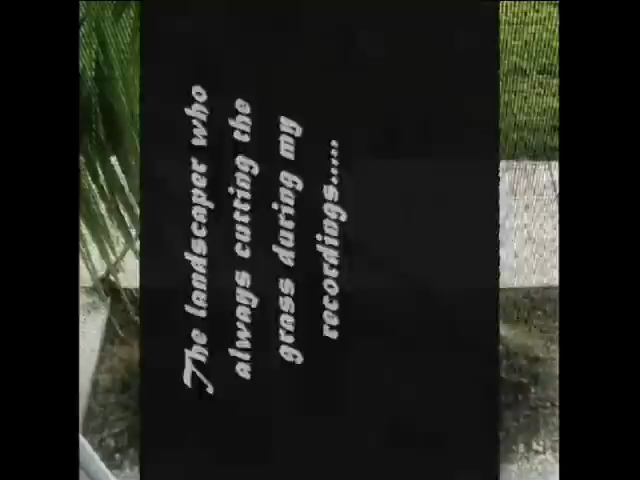 The landscaper who
always cutting the
grass during my
recordings.....